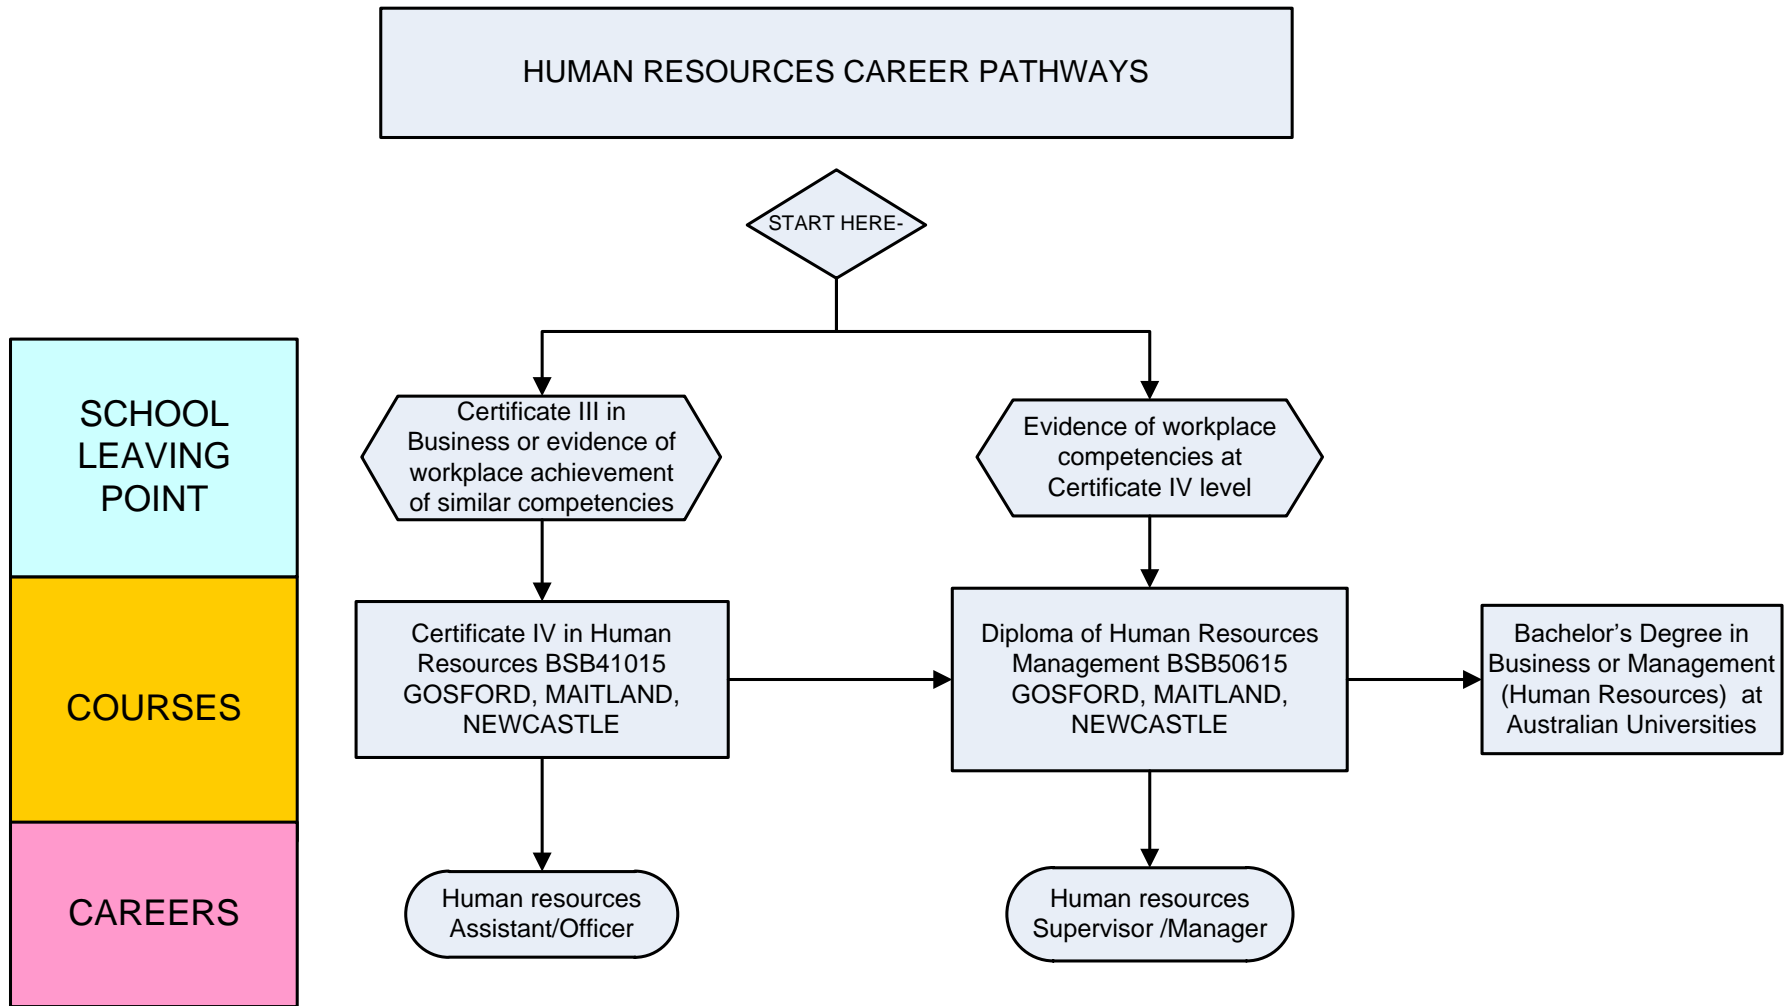 HUMAN RESOURCES CAREER PATHWAYS
START HERE-
SCHOOL
LEAVING
POINT
Certificate III in
Business or evidence of
workplace achievement
of similar competencies
Evidence of workplace
competencies at
Certificate IV level
COURSES
Certificate IV in Human
Resources BSB41015
GOSFORD, MAITLAND,
NEWCASTLE
Diploma of Human Resources
Management BSB50615
GOSFORD, MAITLAND,
NEWCASTLE
Bachelor’s Degree in
Business or Management
(Human Resources)  at
Australian Universities
CAREERS
Human resources
Assistant/Officer
Human resources
Supervisor /Manager